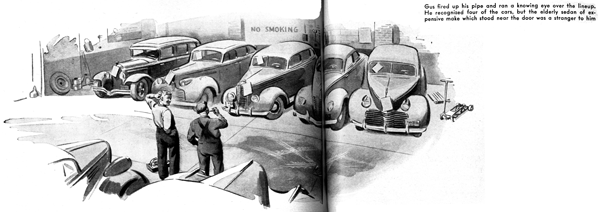 Gus fired up his pipe and ran a knowing eye over the lineup.
He recognised four of the cars, but the elderly sedan of ex-
pensive make which stood near the door was a stranger to him
NO SMOKING